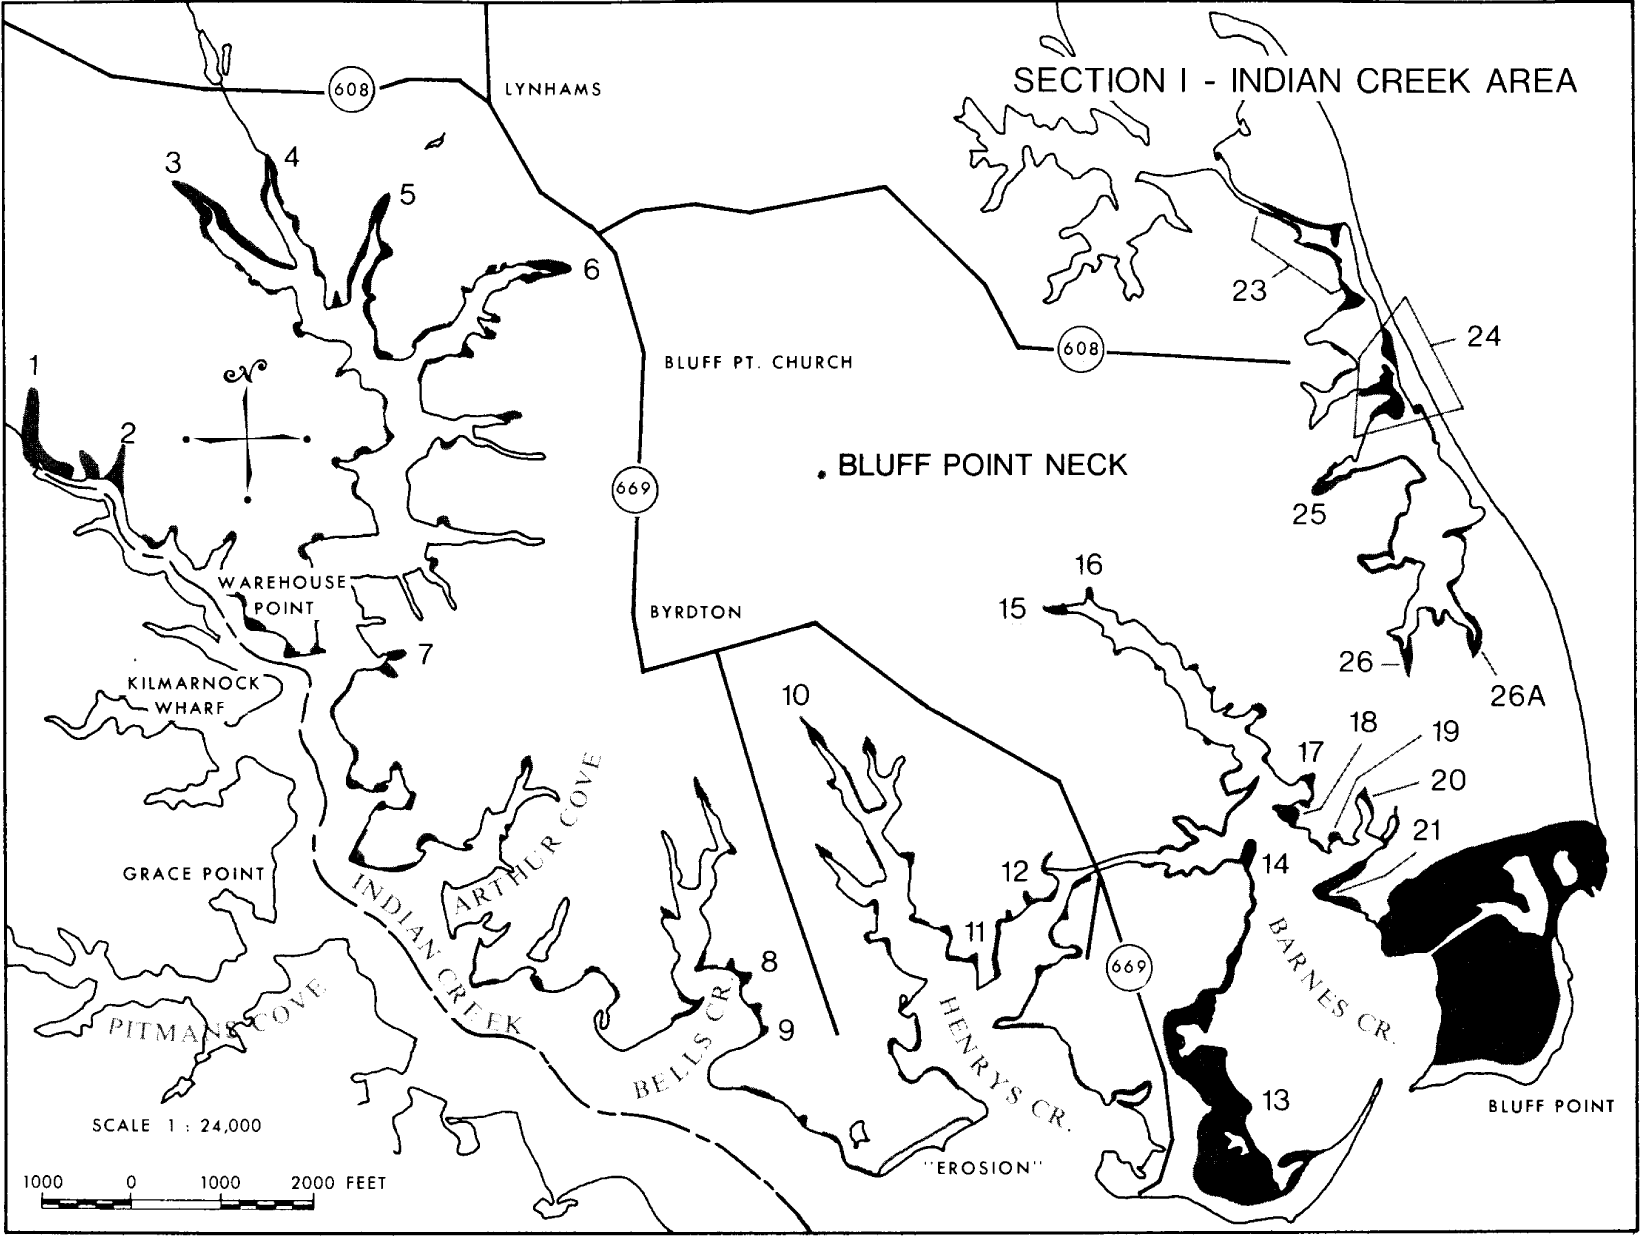 608
LYNHAMS
SECTION I - INDIAN CREEK AREA
3
4
5
6
23
24
1
2
N
BLUFF PT. CHURCH
608
669
BLUFF POINT NECK
25
WAREHOUSE
POINT
BYRDTON
16
15
7
26
26A
KILMARNOCK
WHARF
10
17
18
19
20
21
GRACE POINT
INDIAN CREEK
ARTHUR COVE
12
14
11
669
8
9
BELLS CR.
HENRYS CR.
BARNES CR.
PITMANS COVE
13
BLUFF POINT
"EROSION"
SCALE 1 : 24,000
1000 0 1000 2000 FEET